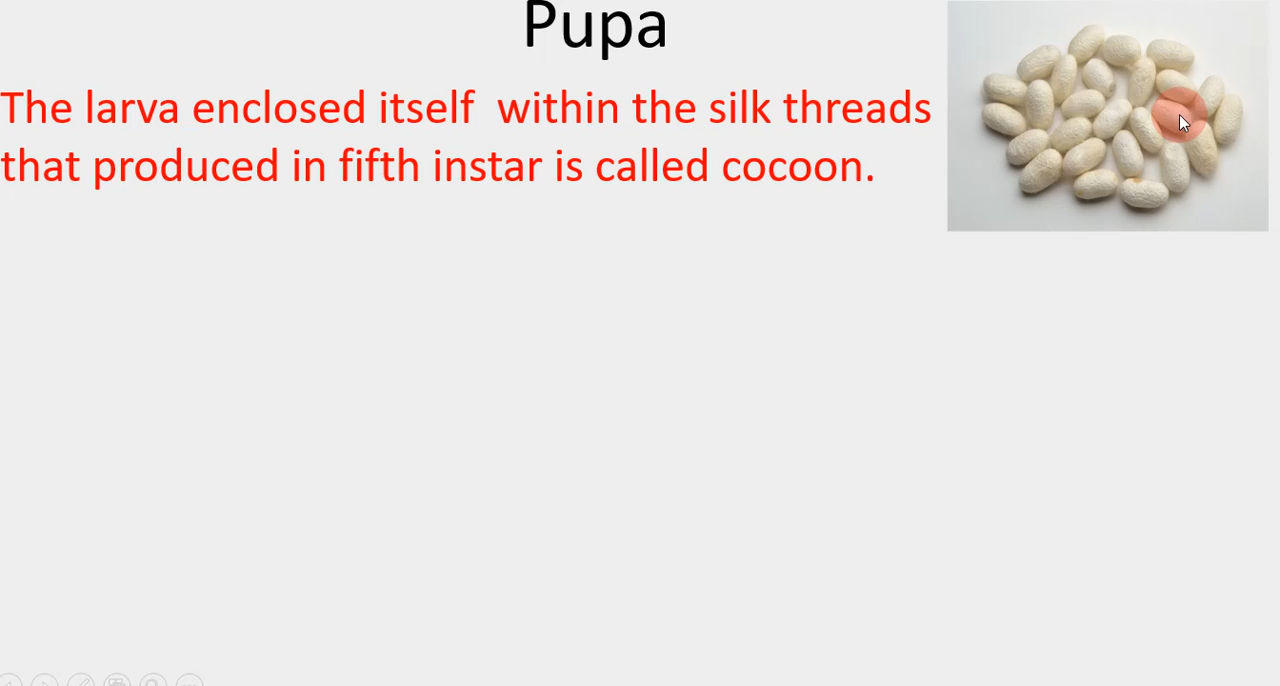 Pupa
The larva enclosed itself  within the silk threads
that produced in fifth instar is called cocoon.